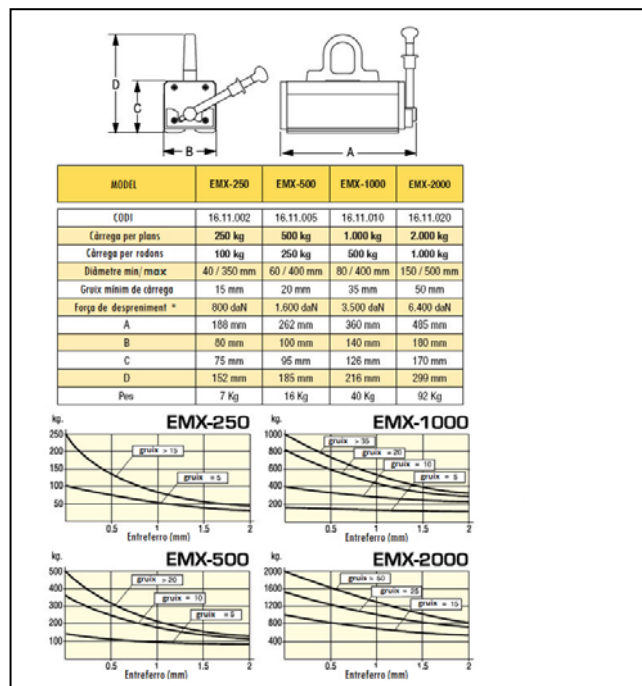 D
C
B
A
MODEL EMX-250 EMX-500 EMX-1000 EMX-2000
CODI 16.11.002 16.11.005 16.11.010 16.11.020
Càrrega per plans 250 kg 500 kg 1.000 kg 2.000 kg
Càrrega per rodons 100 kg 250 kg 500 kg 1.000 kg
Diàmetre min/max 40 / 350 mm 60 / 400 mm 80 / 400 mm 150 / 500 mm
Gruix mínim de càrrega 15 mm 20 mm 35 mm 50 mm
Força de despreniment * 800 daN 1.600 daN 3.500 daN 6.400 daN
A 188 mm 262 mm 360 mm 485 mm
B 80 mm 100 mm 140 mm 180 mm
C 75 mm 95 mm 126 mm 170 mm
D 152 mm 185 mm 216 mm 299 mm
Pes 7 Kg 16 Kg 40 Kg 92 Kg
kg. EMX-250
250
200
150
100
50
gruix > 15
gruix = 5
0.5 1 1.5 2
Entreferro (mm)
kg. EMX-1000
1000
800
600
400
200
gruix > 35
gruix = 20
gruix = 10
gruix = 5
0.5 1 1.5 2
Entreferro (mm)
kg. EMX-500
500
400
300
200
100
gruix > 20
gruix = 10
gruix = 5
0.5 1 1.5 2
Entreferro (mm)
kg. EMX-2000
2000
1600
1200
800
400
gruix > 50
gruix = 25
gruix = 15
0.5 1 1.5 2
Entreferro (mm)